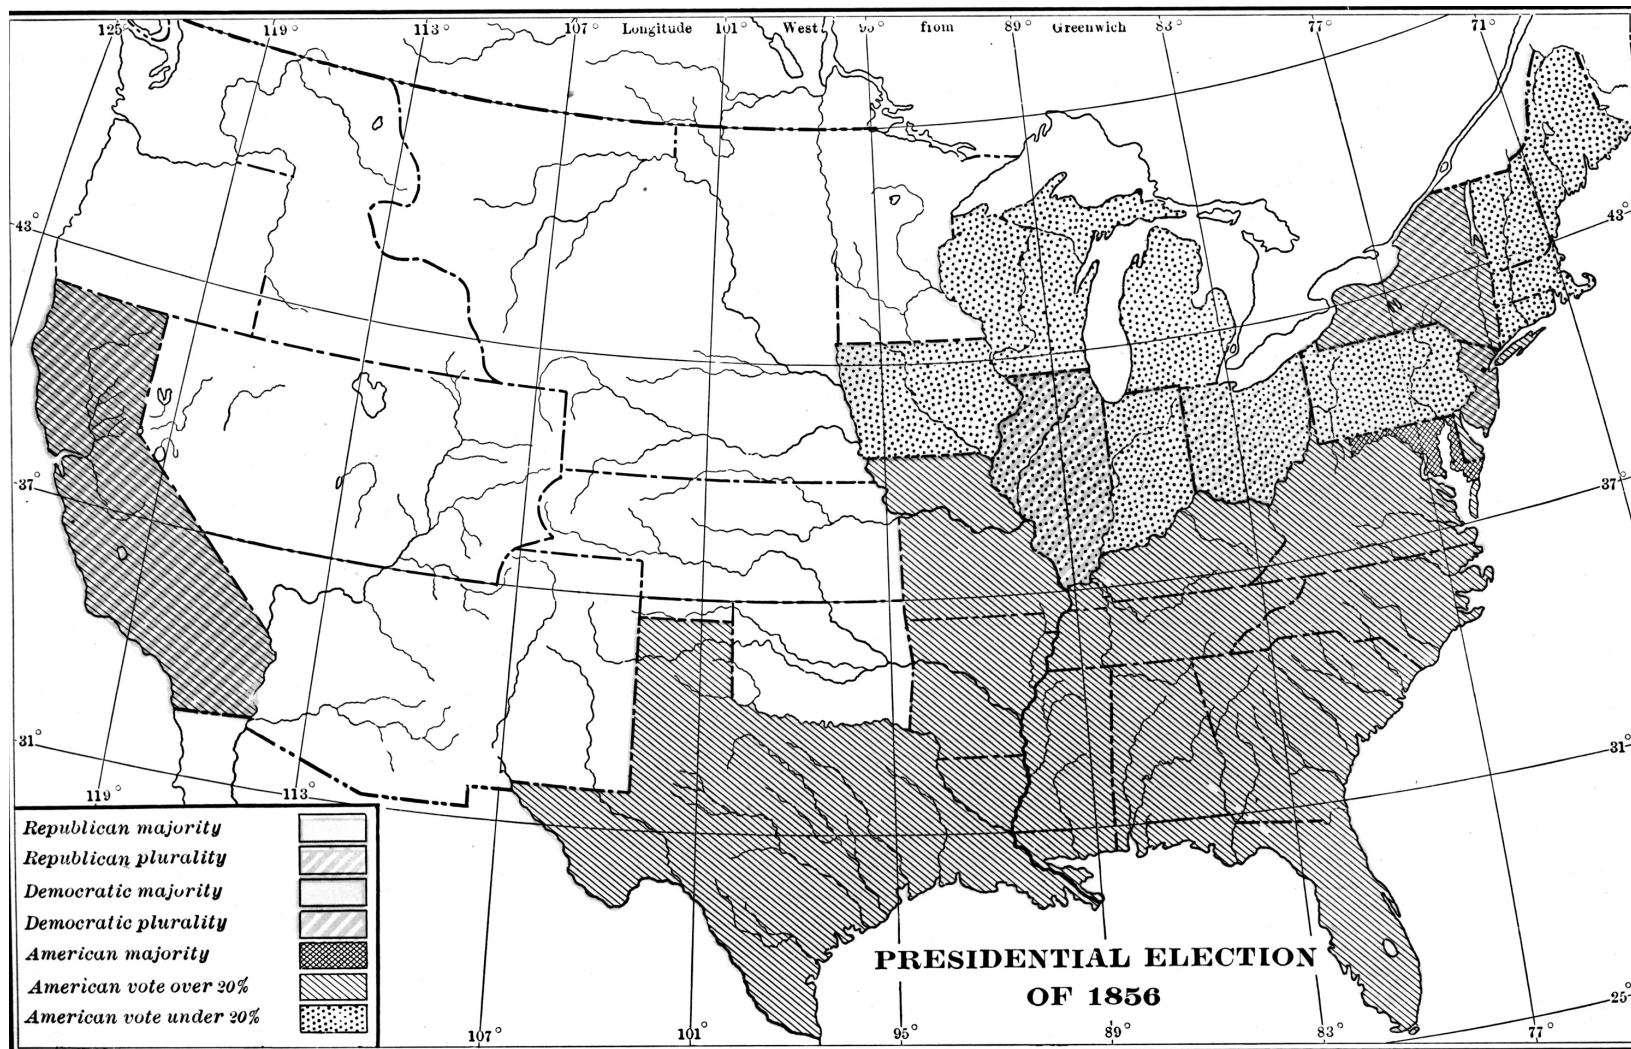 125° 119° 113° 107° Longitude 101° West 95° from 89° Greenwich 83° 77° 71°
43° 43°
37° 37°
31° 31°
119° 113°
Republican majority
Republican plurality
Democratic majority
Democratic plurality
American majority
American vote over 20%
American vote under 20%
PRESIDENTIAL ELECTION
OF 1856
25°
107° 101° 95° 89° 83° 77°